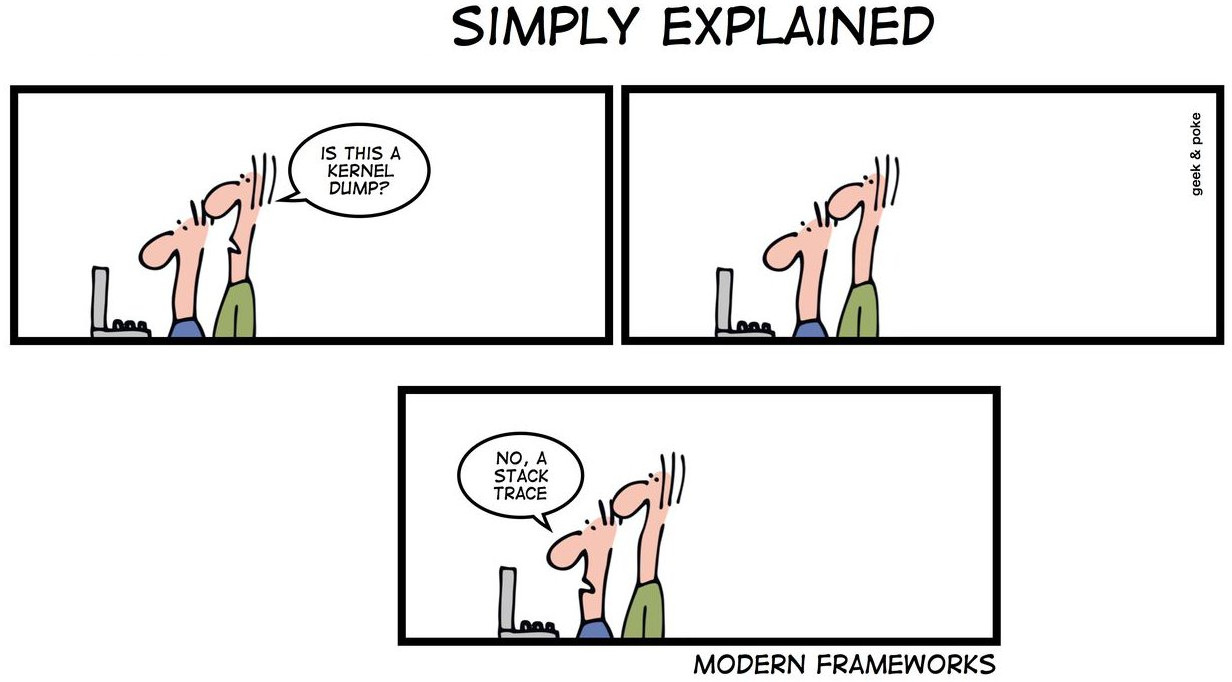 SIMPLY EXPLAINED
IS THIS A
KERNEL
DUMP?
geek & poke
NO, A
STACK
TRACE
MODERN FRAMEWORKS